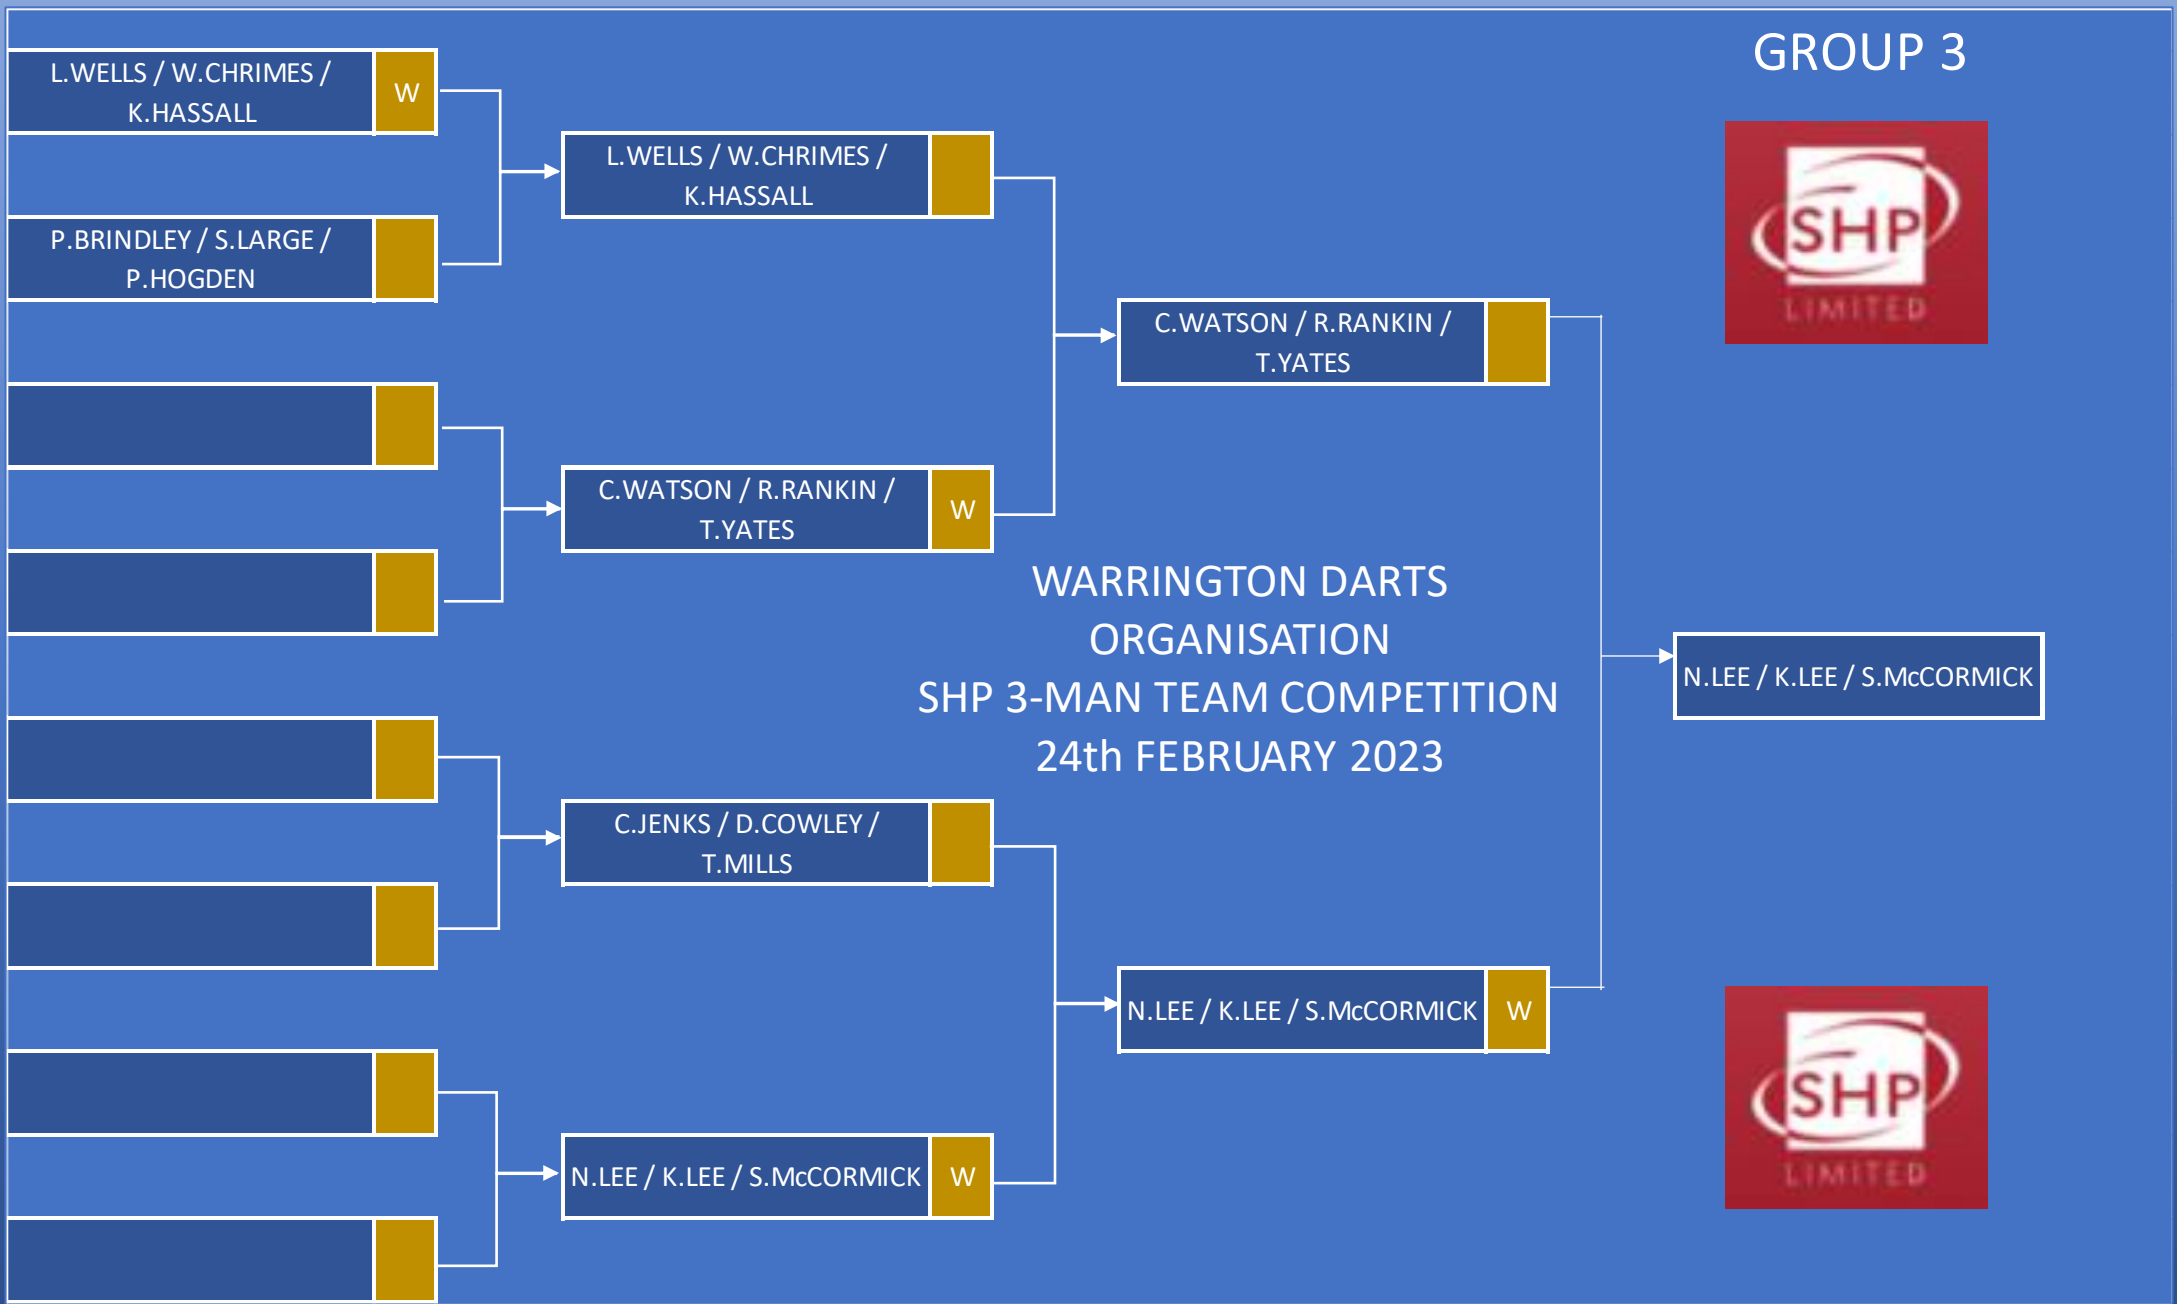 GROUP 3
L.WELLS / W.CHRIMES /
K.HASSALL
W
P.BRINDLEY / S.LARGE /
P.HOGDEN
L.WELLS / W.CHRIMES /
K.HASSALL
C.WATSON / R.RANKIN /
T.YATES
W
C.JENKS / D.COWLEY /
T.MILLS
N.LEE / K.LEE / S.McCORMICK
W
C.WATSON / R.RANKIN /
T.YATES
N.LEE / K.LEE / S.McCORMICK
W
N.LEE / K.LEE / S.McCORMICK
WARRINGTON DARTS
ORGANISATION
SHP 3-MAN TEAM COMPETITION
24th FEBRUARY 2023
SHP
LIMITED
SHP
LIMITED